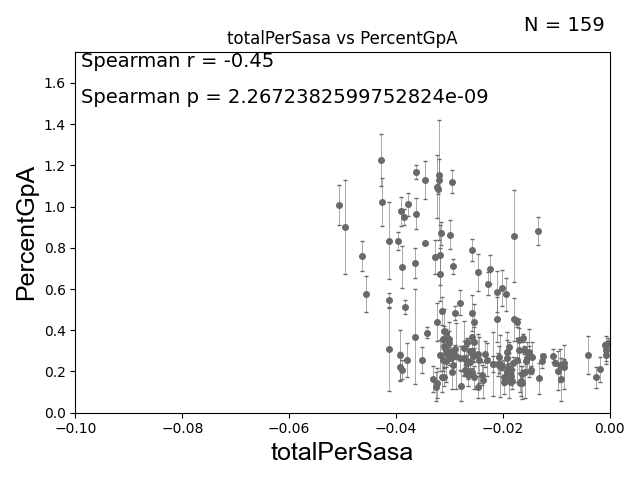 N = 159
totalPerSasa vs PercentGpA
Spearman r = -0.45
Spearman p = 2.2672382599752824e-09
PercentGpA
1.6
1.4
1.2
1.0
0.8
0.6
0.4
0.2
0.0
−0.10 −0.08 −0.06 −0.04 −0.02 0.00
totalPerSasa